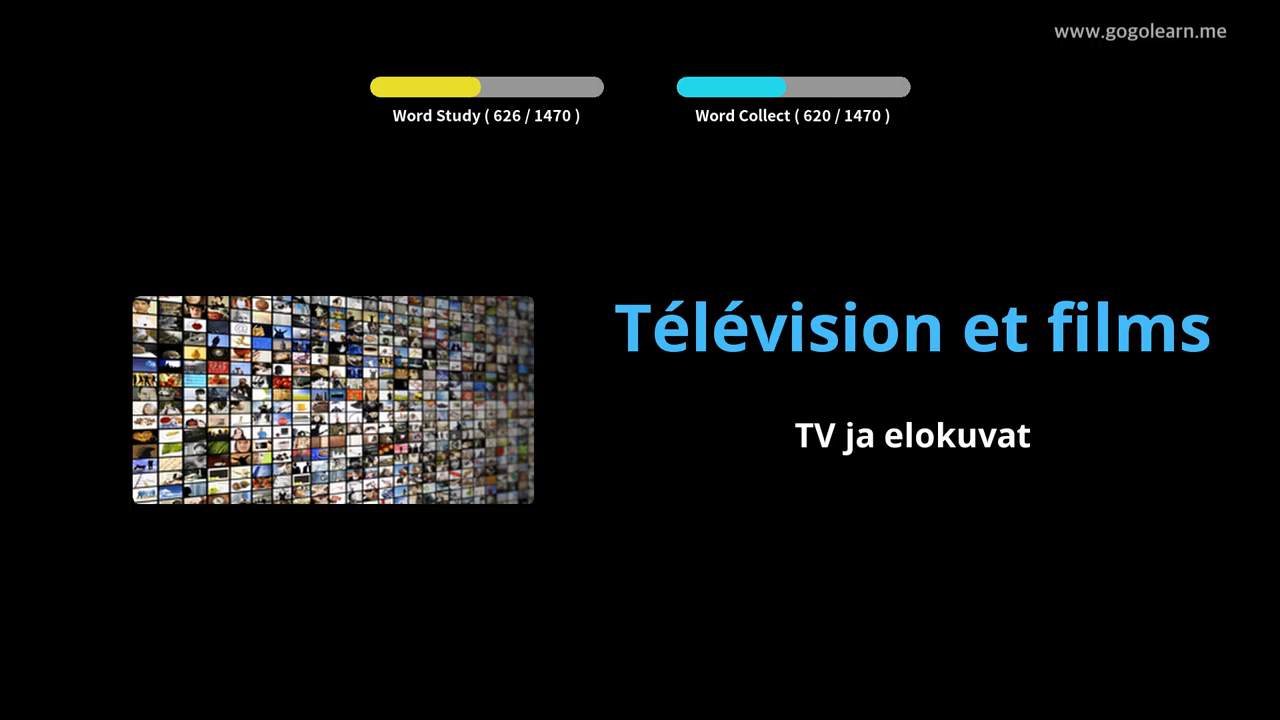 www.gogolearn.me
Word Study ( 626 / 1470 )
Word Collect ( 620 / 1470 )
Télévision et films
TV ja elokuvat